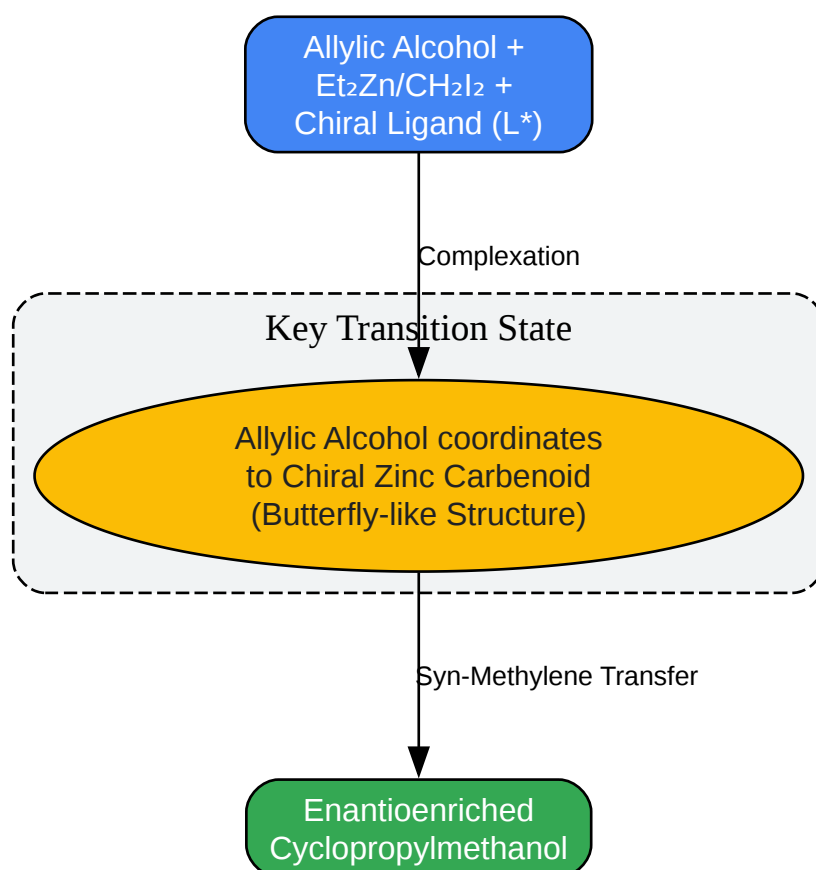 Allylic Alcohol +
Et₂Zn/CH₂I₂ +
Chiral Ligand (L*)
Complexation
Key Transition State
Allylic Alcohol coordinates
to Chiral Zinc Carbenoid
(Butterfly-like Structure)
Syn-Methylene Transfer
Enantioenriched
Cyclopropylmethanol